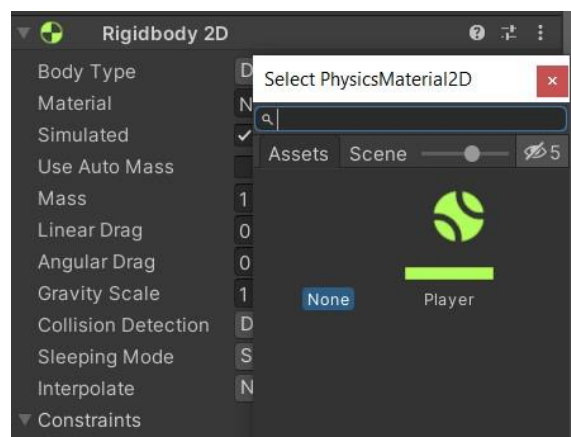 Rigidbody 2D
Select PhysicsMaterial2D
Body Type D
Material N
Simulated
Assets Scene 5
Use Auto Mass
Mass 1
Linear Drag 0
Angular Drag 0
Gravity Scale 1
None Player
Collision Detection D
Sleeping Mode S
Interpolate N
Constraints